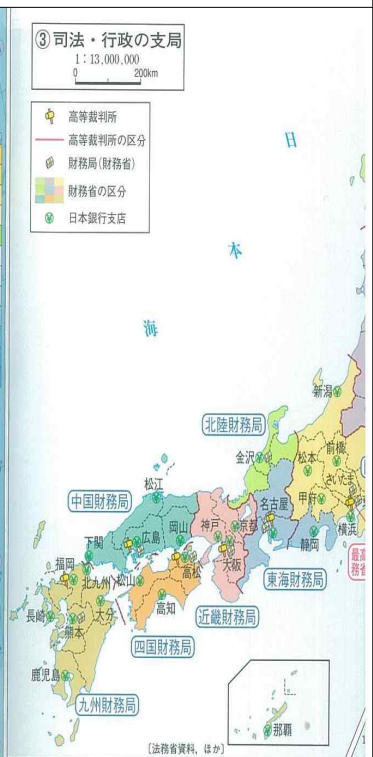 ③司法・行政の支局
1:13,000,000
0 200km
高等裁判所
高等裁判所の区分
財務局(財務省)
財務省の区分
日本銀行支店
日
本
海
新潟
北陸財務局
金沢
松本
前橋
さいたま
甲府
横浜
静岡
名古屋
東海財務局
松江
中国財務局
岡山
広島
下関
神戸
京都
大阪
近畿財務局
高松
松山
高知
四国財務局
福岡
北九州
大分
長崎
熊本
鹿児島
九州財務局
那覇
[法務省資料,ほか]